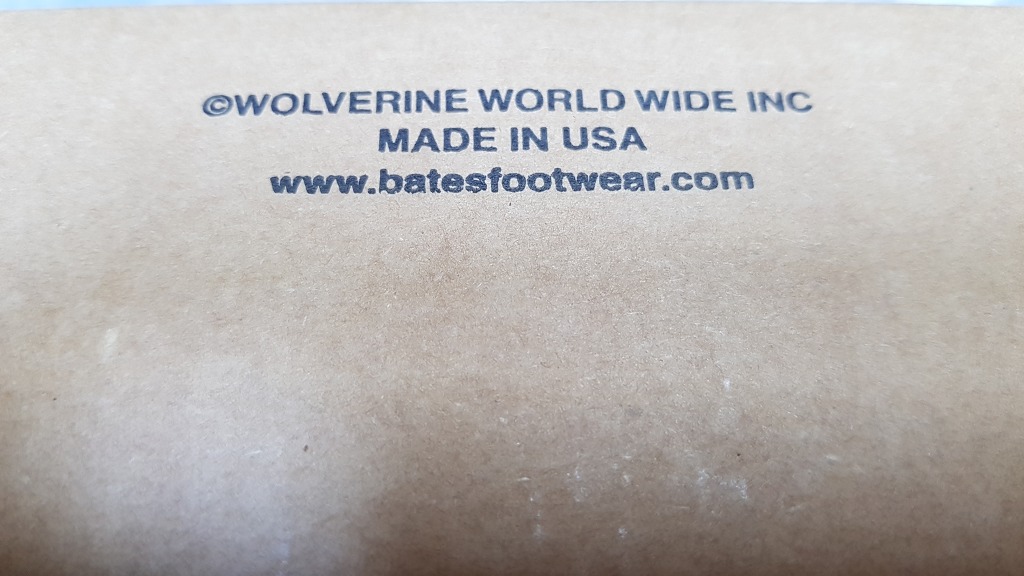 ©WOLVERINE WORLD WIDE INC
MADE IN USA
www.batesfootwear.com